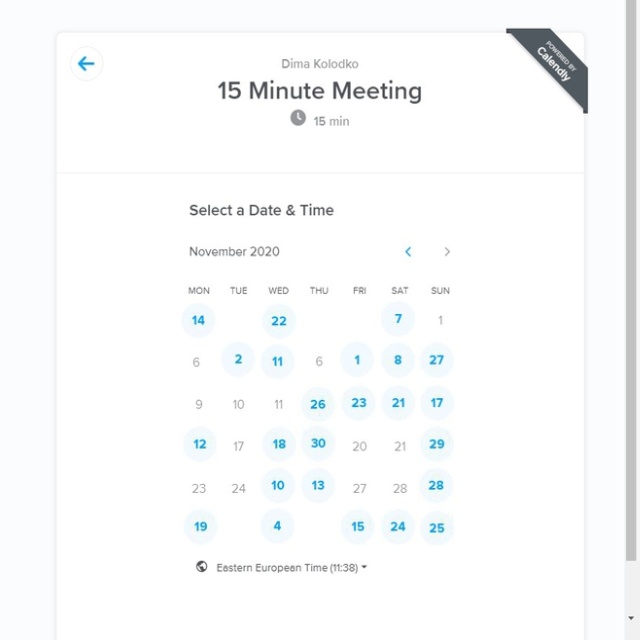 Dima Kolodko
15 Minute Meeting
15 min
POWERED BY
Calendly
Select a Date & Time
November 2020
MON TUE WED THU FRI SAT SUN
14 22 7 1
6 2 11 6 1 8 27
9 10 11 26 23 21 17
12 17 18 30 20 21 29
23 24 10 13 27 28 28
19 4 15 24 25
Eastern European Time (11:38)